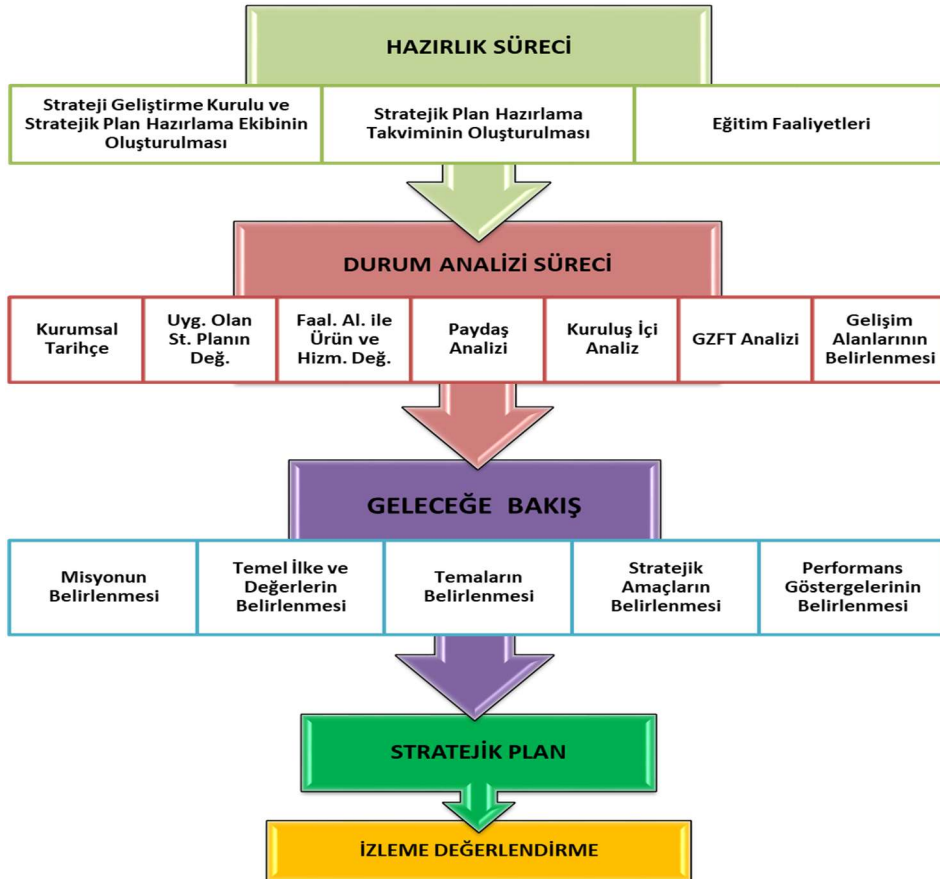 HAZIRLIK SÜRECİ
Strateji Geliştirme Kurulu ve
Stratejik Plan Hazırlama Ekibinin
Oluşturulması
Stratejik Plan Hazırlama
Takviminin Oluşturulması
Eğitim Faaliyetleri
DURUM ANALİZİ SÜRECİ
Kurumsal
Tarihçe
Uyg. Olan
St. Planın
Değ.
Faal. Al. ile
Ürün ve
Hizm. Değ.
Paydaş
Analizi
Kuruluş İçi
Analiz
GZFT Analizi
Gelişim
Alanlarının
Belirlenmesi
GELECEĞE BAKIŞ
Misyonun
Belirlenmesi
Temel İlke ve
Değerlerin
Belirlenmesi
Temaların
Belirlenmesi
Stratejik
Amaçların
Belirlenmesi
Performans
Göstergelerinin
Belirlenmesi
STRATEJİK PLAN
İZLEME DEĞERLENDİRME